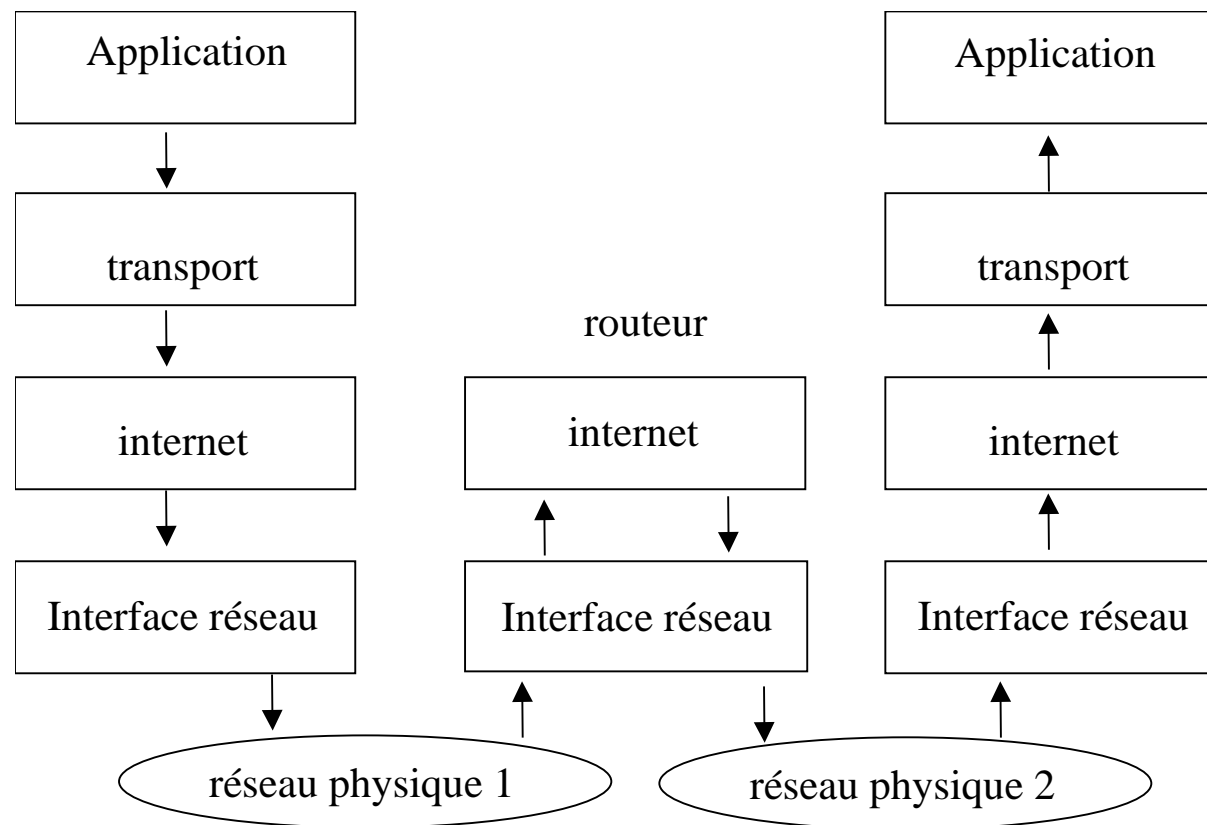 Application
Application
transport
transport
routeur
internet
internet
internet
Interface réseau
Interface réseau
Interface réseau
réseau physique 1
réseau physique 2